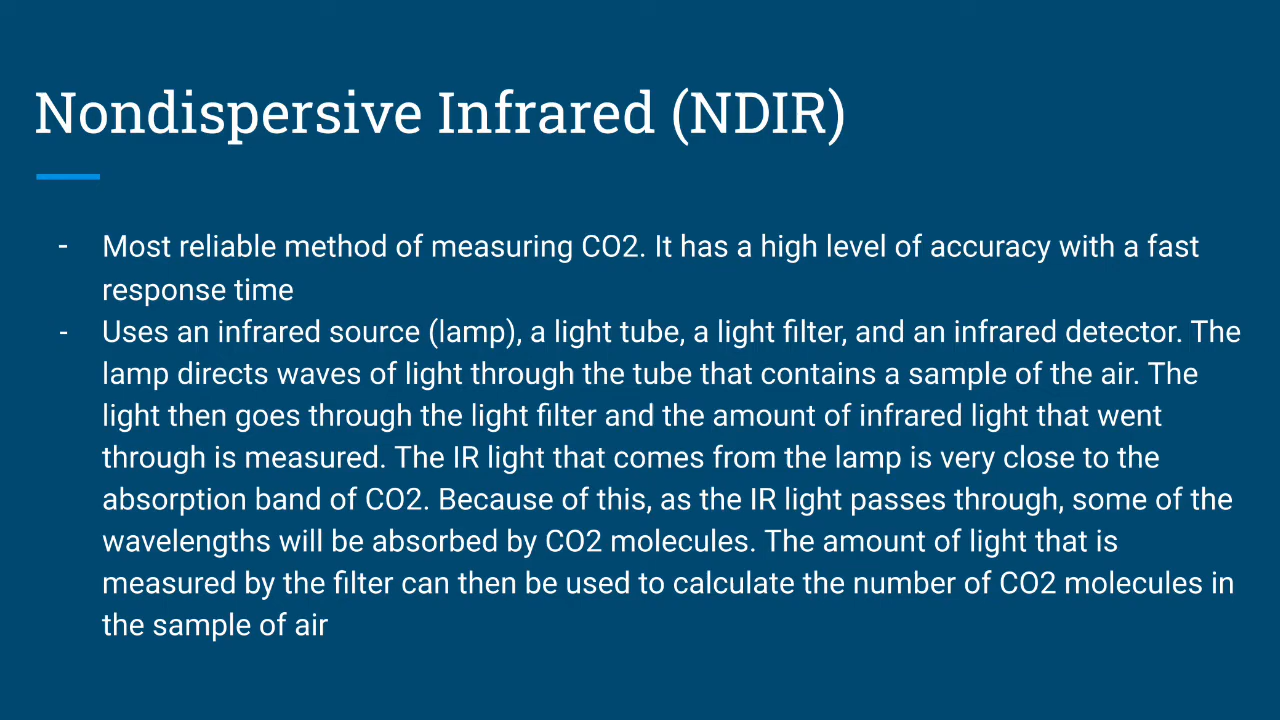 Nondispersive Infrared (NDIR)
- Most reliable method of measuring CO2. It has a high level of accuracy with a fast
response time
- Uses an infrared source (lamp), a light tube, a light filter, and an infrared detector. The
lamp directs waves of light through the tube that contains a sample of the air. The
light then goes through the light filter and the amount of infrared light that went
through is measured. The IR light that comes from the lamp is very close to the
absorption band of CO2. Because of this, as the IR light passes through, some of the
wavelengths will be absorbed by CO2 molecules. The amount of light that is
measured by the filter can then be used to calculate the number of CO2 molecules in
the sample of air